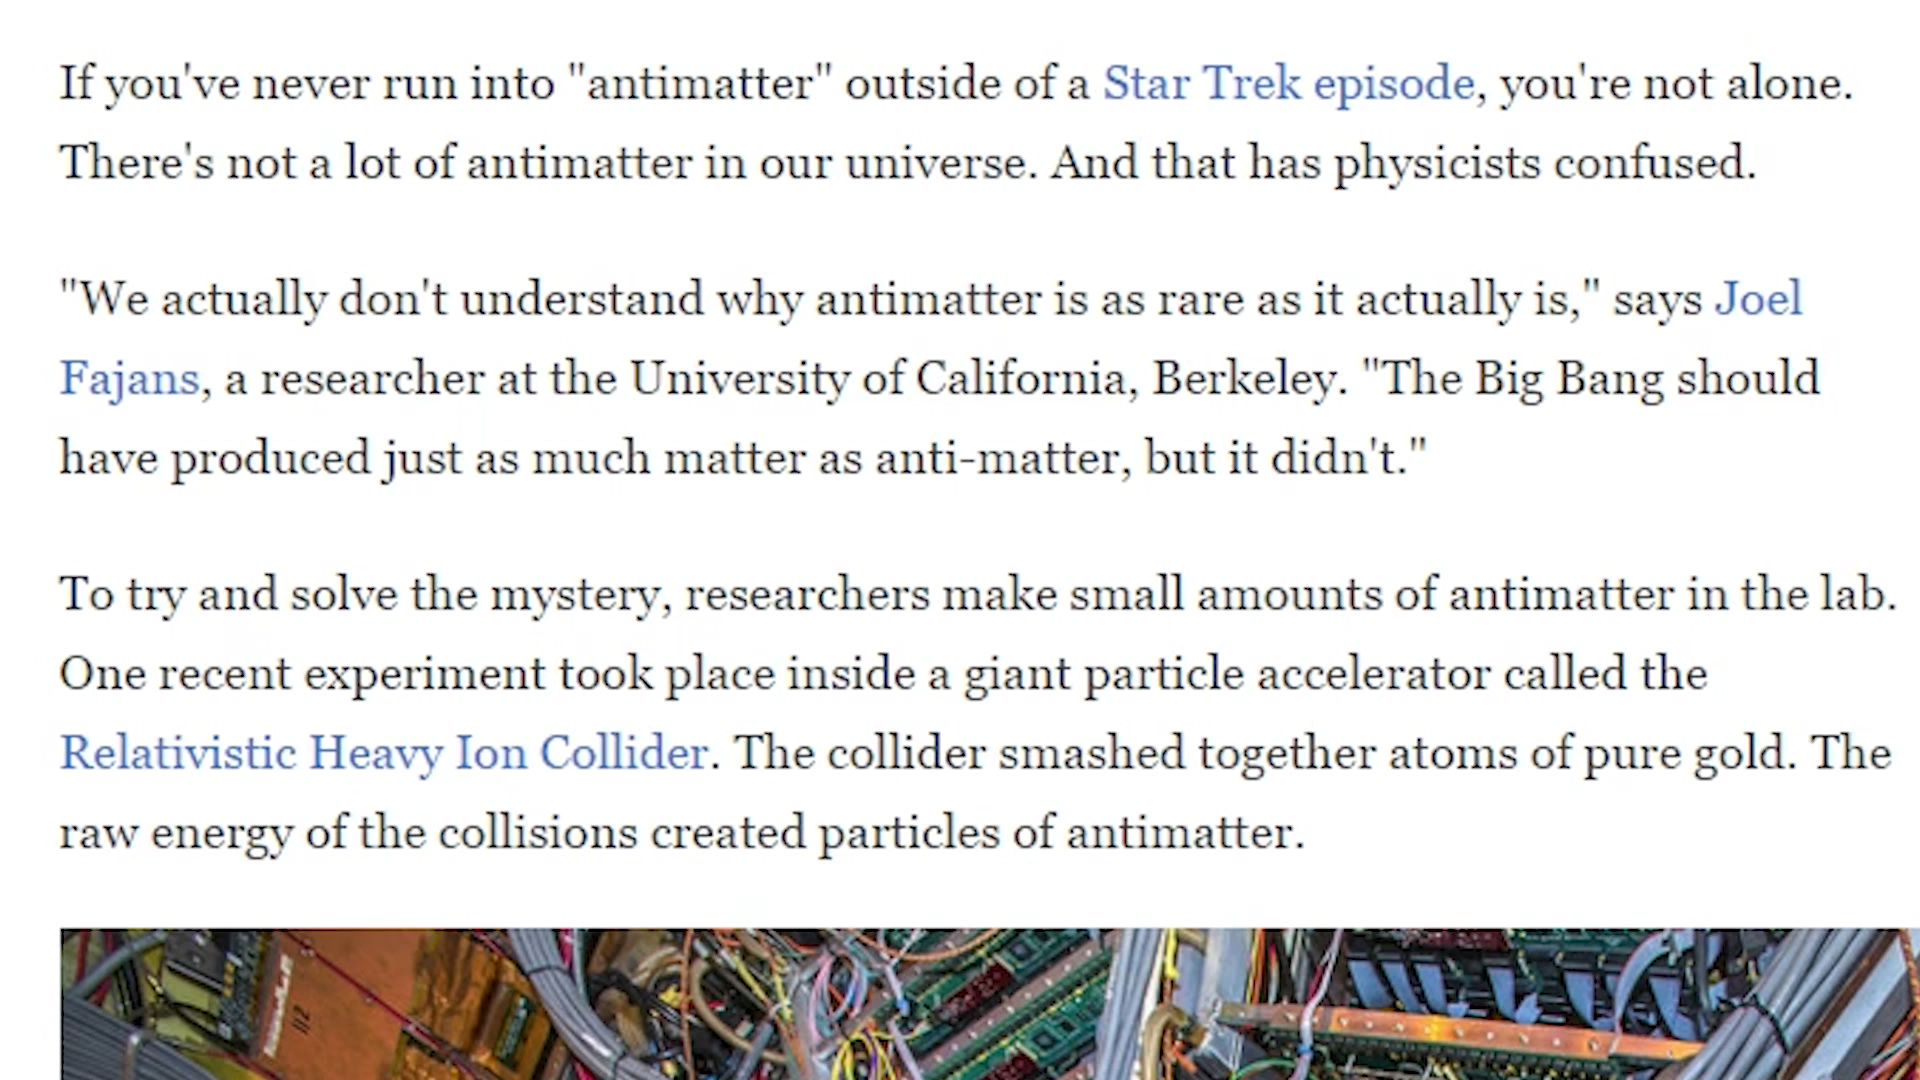 If you've never run into "antimatter" outside of a Star Trek episode, you're not alone.
There's not a lot of antimatter in our universe. And that has physicists confused.
"We actually don't understand why antimatter is as rare as it actually is," says Joel
Fajans, a researcher at the University of California, Berkeley. "The Big Bang should
have produced just as much matter as anti-matter, but it didn't."
To try and solve the mystery, researchers make small amounts of antimatter in the lab.
One recent experiment took place inside a giant particle accelerator called the
Relativistic Heavy Ion Collider. The collider smashed together atoms of pure gold. The
raw energy of the collisions created particles of antimatter.